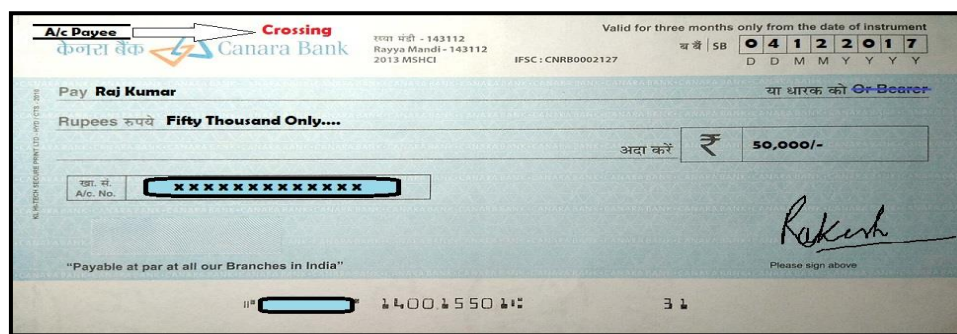 A/c Payee Crossing
केनरा बैंक Canara Bank
रय्या मंडी - 143112
Rayya Mandi - 143112
2013 MSHCI IFSC : CNRB0002127
Valid for three months only from the date of instrument
ब बैं SB 0 4 1 2 2 0 1 7
D D M M Y Y Y Y
Pay Raj Kumar या धारक को Or Bearer
Rupees रुपये Fifty Thousand Only....
अदा करें ₹ 50,000/-
खा. सं.
A/c. No. x x x x x x x x x x x x x
Rakesh
"Payable at par at all our Branches in India"
Please sign above
140015501 31